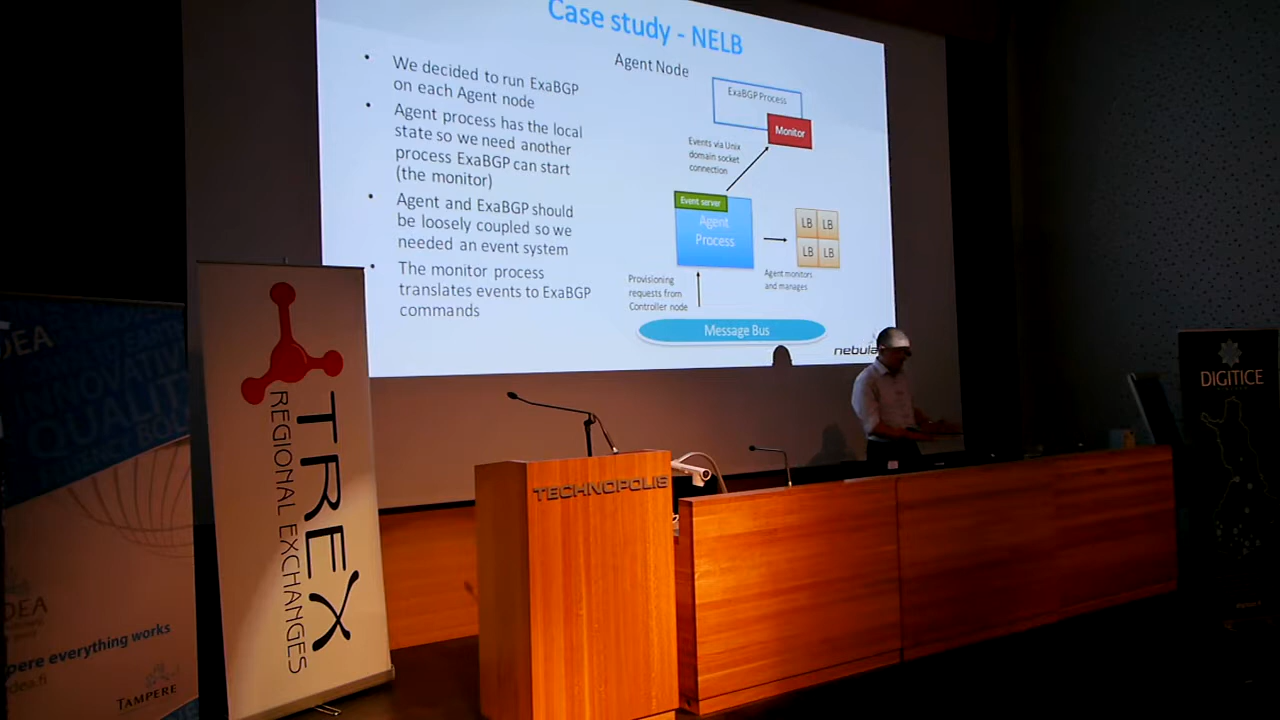 Case study - NELB
We decided to run ExaBGP
on each Agent node
Agent process has the local
state so we need another
process ExaBGP can start
(the monitor)
Agent and ExaBGP should
be loosely coupled so we
needed an event system
The monitor process
translates events to ExaBGP
commands
Agent Node
ExaBGP Process
Monitor
Events via Unix
domain socket
connection
Event server
Agent
Process
LB LB
LB LB
Provisioning
requests from
Controller node
Agent monitors
and manages
Message Bus
nebula
TREX
REGIONAL EXCHANGES
TECHNOPOLIS
DIGITICE
INNOVATIVE
QUALITY
everything works
TAMPERE